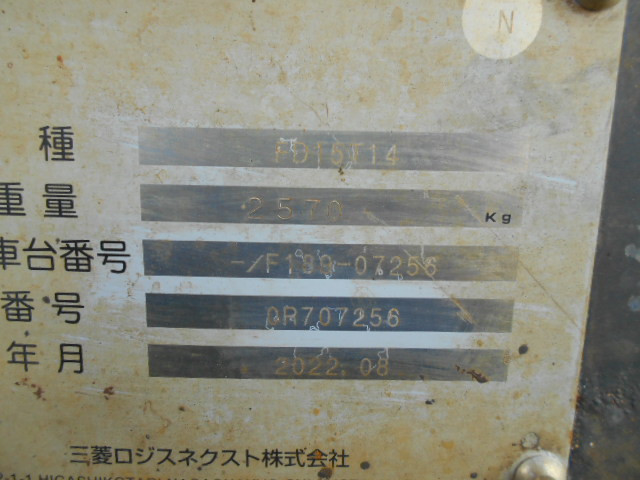 N
種 FD15T14
重量 2570 Kg
車台番号 -/F199-07256
番号 QR707256
年月 2022.08
三菱ロジスネクスト株式会社